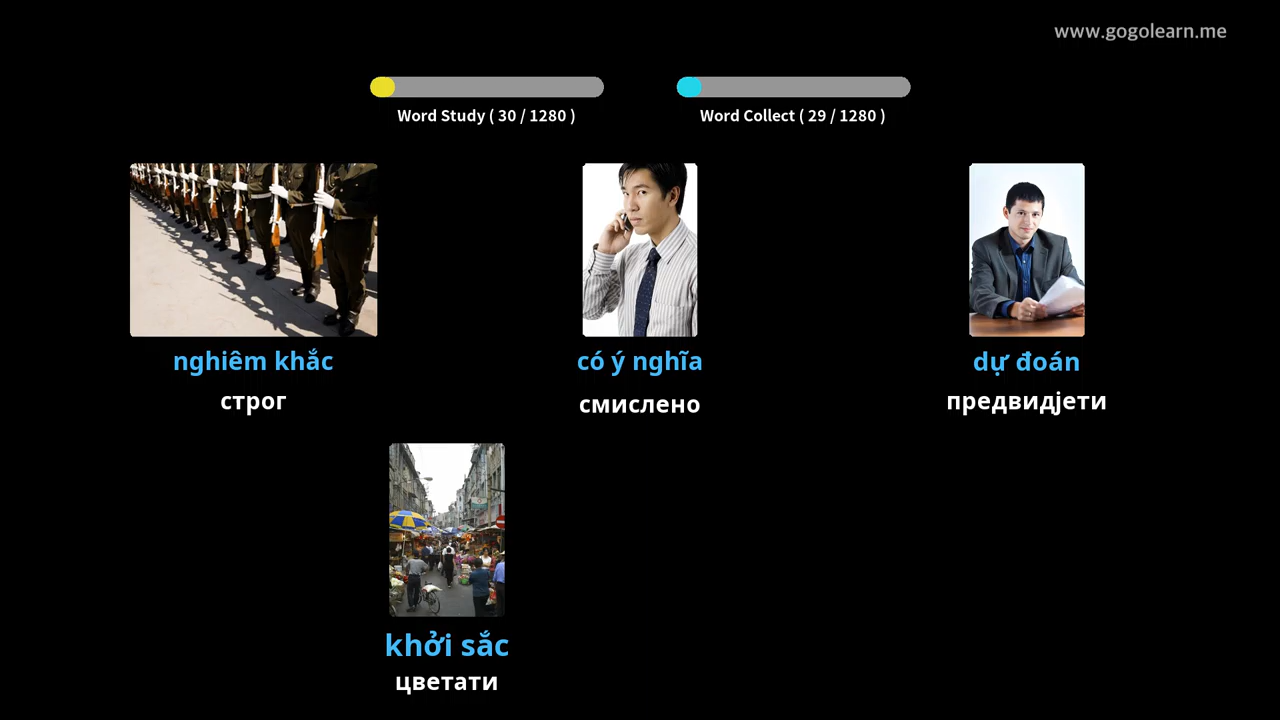 www.gogolearn.me
Word Study ( 30 / 1280 )
Word Collect ( 29 / 1280 )
nghiêm khắc
có ý nghĩa
dự đoán
строг
смислено
предвидјети
khởi sắc
цветати